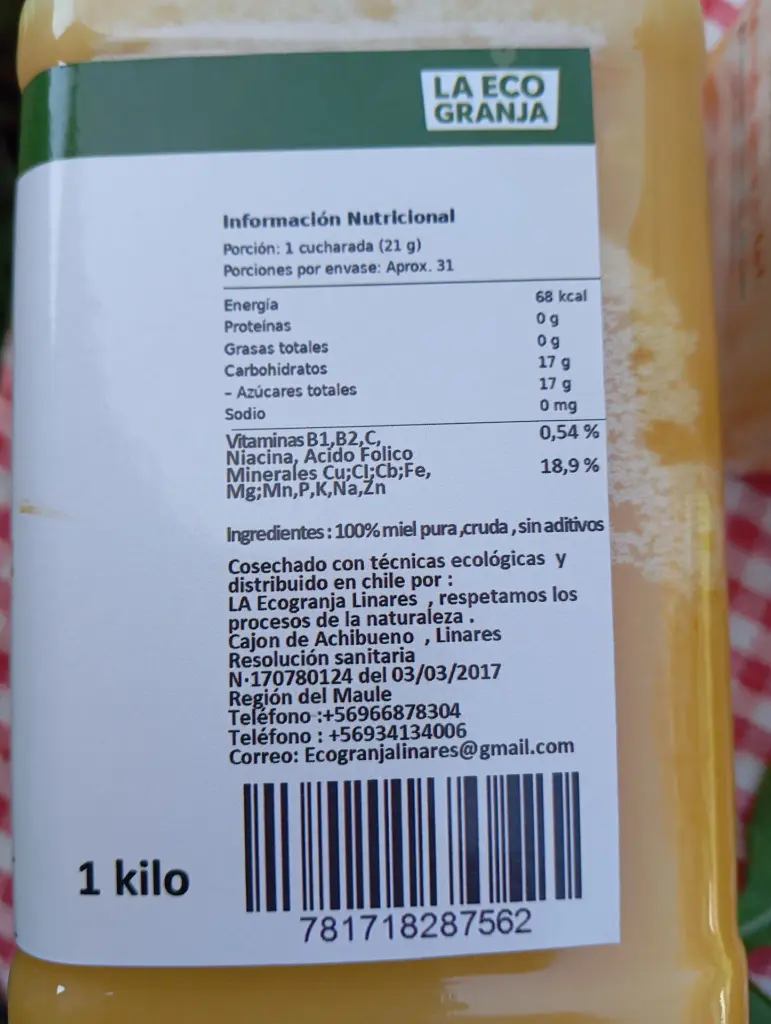 LA ECO
GRANJA
Información Nutricional
Porción: 1 cucharada (21 g)
Porciones por envase: Aprox. 31
Energía 68 kcal
Proteínas 0 g
Grasas totales 0 g
Carbohidratos 17 g
– Azúcares totales 17 g
Sodio 0 mg
Vitaminas B1,B2,C, 0,54 %
Niacina, Acido Folico
Minerales Cu;Cl;Cb;Fe, 18,9 %
Mg;Mn,P,K,Na,Zn
Ingredientes : 100% miel pura ,cruda , sin aditivos
Cosechado con técnicas ecológicas y
distribuido en chile por :
LA Ecogranja Linares , respetamos los
procesos de la naturaleza .
Cajon de Achibueno , Linares
Resolución sanitaria
N·170780124 del 03/03/2017
Región del Maule
Teléfono :+56966878304
Teléfono : +56934134006
Correo: Ecogranjalinares@gmail.com
1 kilo
781718287562